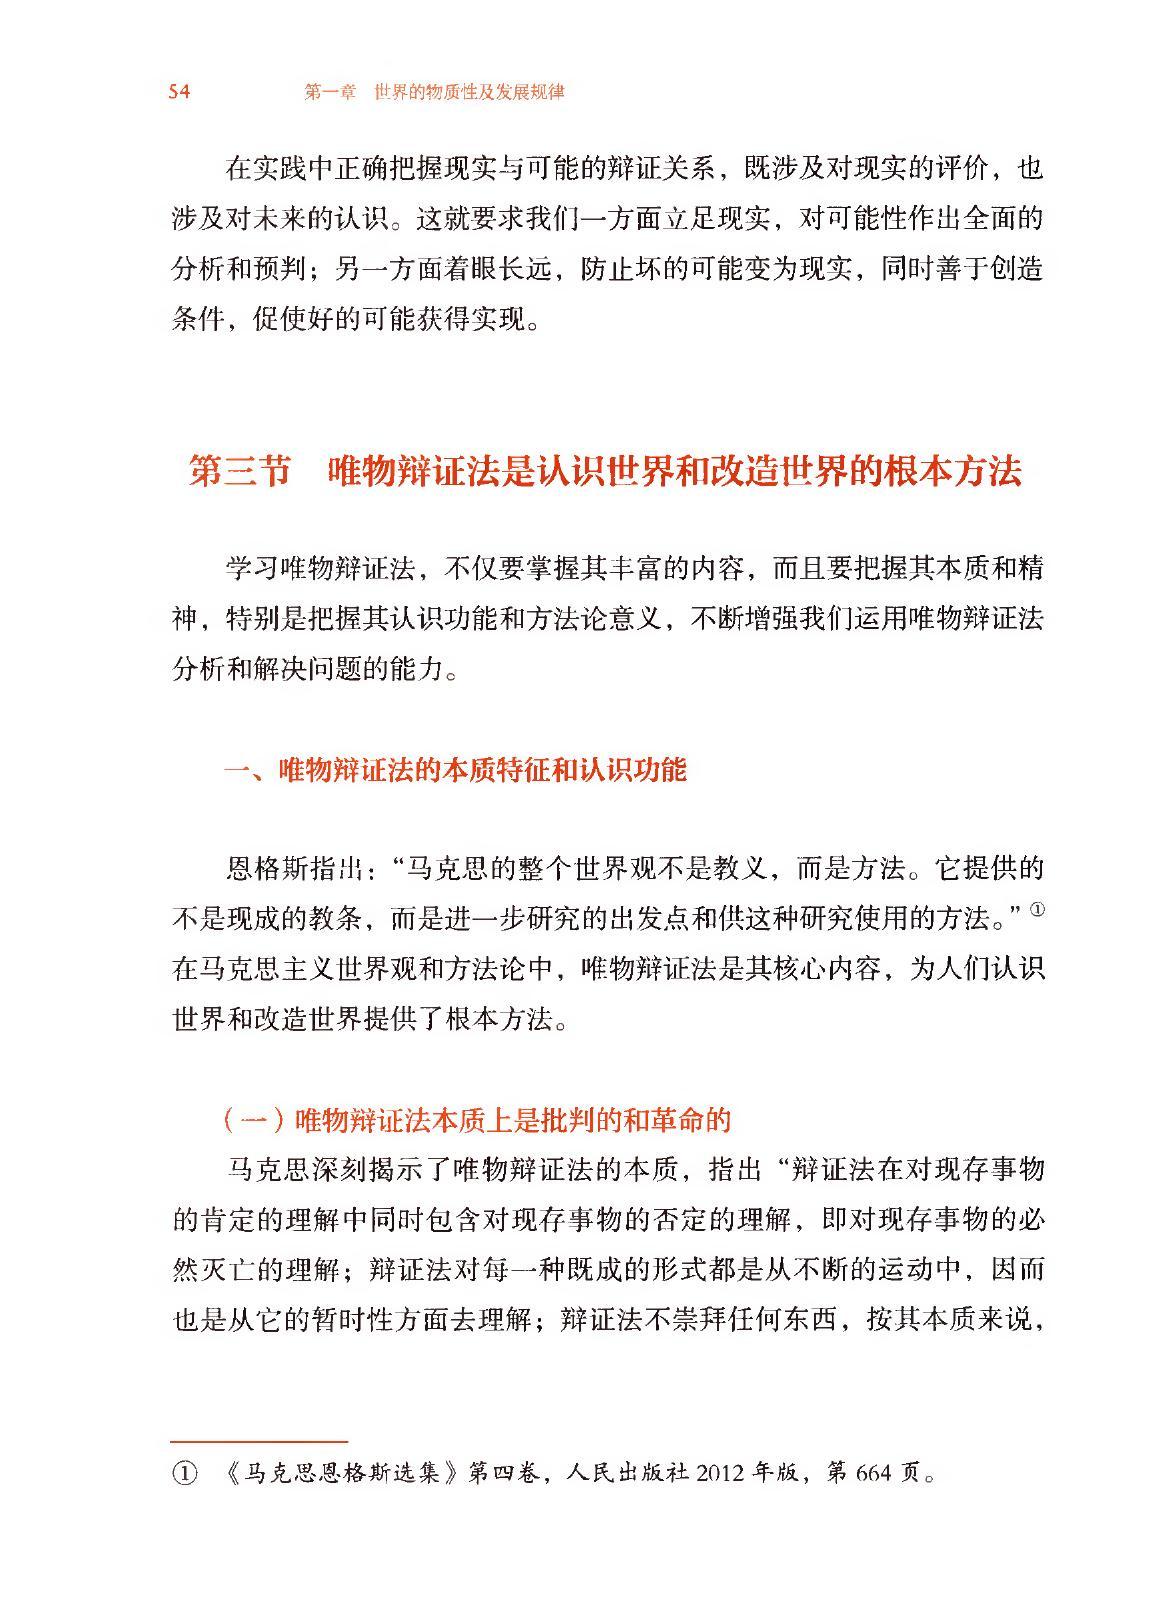 54 第一章 世界的物质性及发展规律
在实践中正确把握现实与可能的辩证关系，既涉及对现实的评价，也
涉及对未来的认识。这就要求我们一方面立足现实，对可能性作出全面的
分析和预判；另一方面着眼长远，防止坏的可能变为现实，同时善于创造
条件，促使好的可能获得实现。
第三节 唯物辩证法是认识世界和改造世界的根本方法
学习唯物辩证法，不仅要掌握其丰富的内容，而且要把握其本质和精
神，特别是把握其认识功能和方法论意义，不断增强我们运用唯物辩证法
分析和解决问题的能力。
一、唯物辩证法的本质特征和认识功能
恩格斯指出：“马克思的整个世界观不是教义，而是方法。它提供的
不是现成的教条，而是进一步研究的出发点和供这种研究使用的方法。”①
在马克思主义世界观和方法论中，唯物辩证法是其核心内容，为人们认识
世界和改造世界提供了根本方法。
（一）唯物辩证法本质上是批判的和革命的
马克思深刻揭示了唯物辩证法的本质，指出“辩证法在对现存事物
的肯定的理解中同时包含对现存事物的否定的理解，即对现存事物的必
然灭亡的理解；辩证法对每一种既成的形式都是从不断的运动中，因而
也是从它的暂时性方面去理解；辩证法不崇拜任何东西，按其本质来说，
① 《马克思恩格斯选集》第四卷，人民出版社 2012 年版，第 664 页。